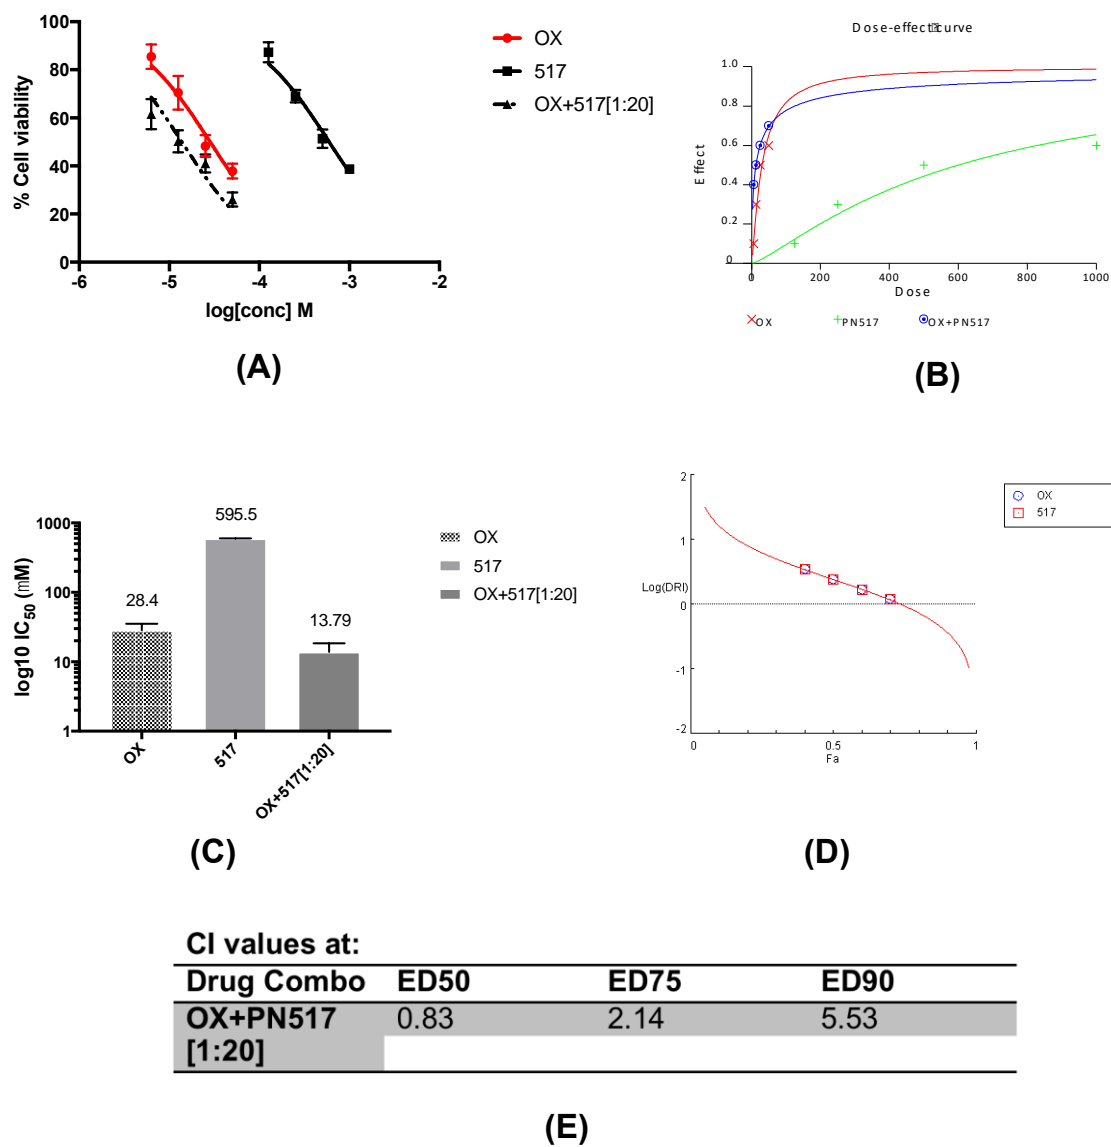 100
80
60
40
20
0
-6
-5
-4
-3
-2
% Cell viability
log[conc] M
OX
517
OX+517[1:20]
(A)
Dose-effect curve
1.0
0.8
0.6
0.4
0.2
0
0
200
400
600
800
1000
Effect
Dose
OX
PN517
OX+PN517
(B)
1000
100
10
1
log10 IC50 (mM)
28.4
595.5
13.79
OX
517
OX+517[1:20]
OX
517
OX+517[1:20]
(C)
2
1
0
-1
-2
Log(DRI)
0
0.5
1
Fa
OX
517
(D)
CI values at:
Drug Combo ED50 ED75 ED90
OX+PN517 0.83 2.14 5.53
[1:20]
(E)